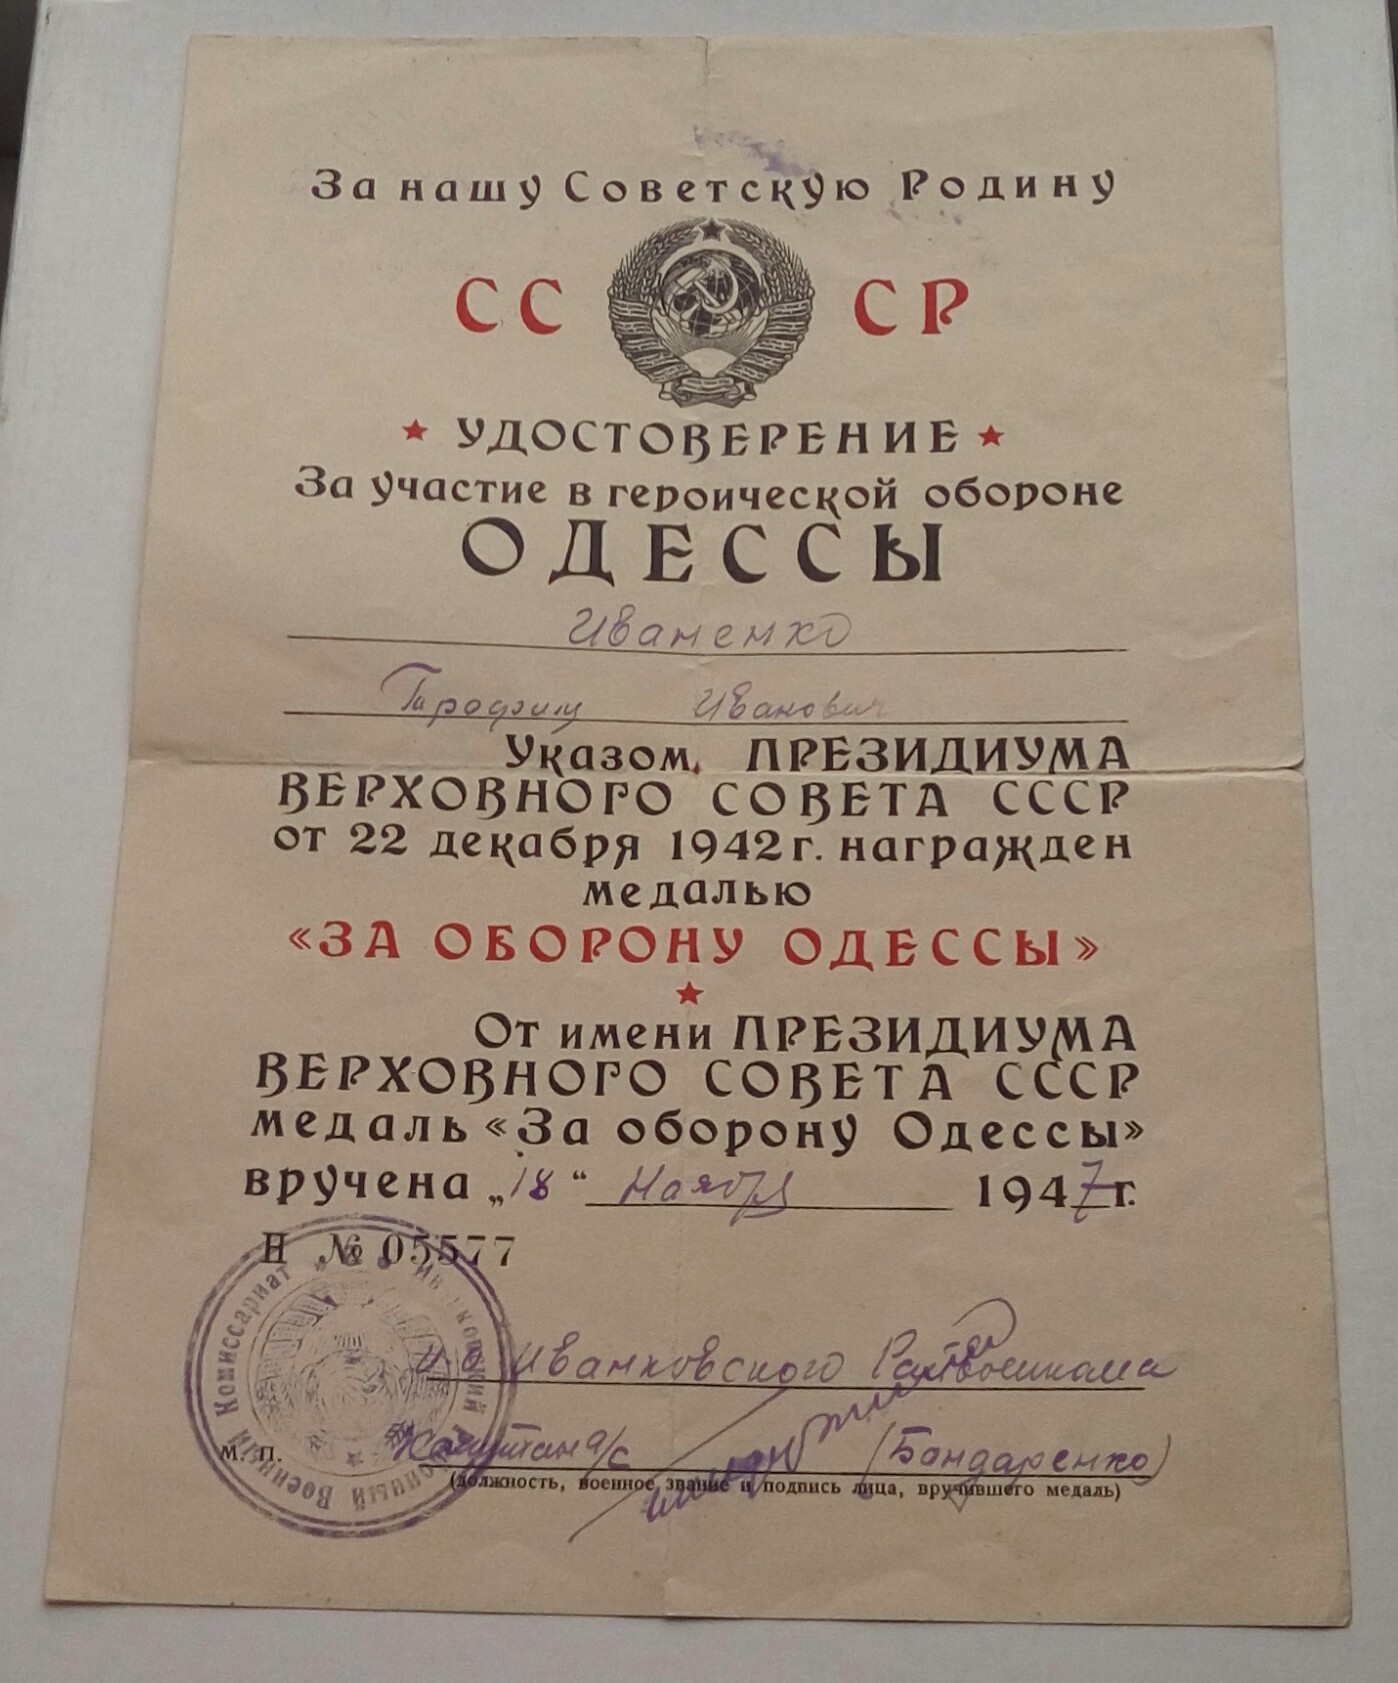 За нашу Советскую Родину
СССР
УДОСТОВЕРЕНИЕ
За участие в героической обороне
ОДЕССЫ
Иваненко
Трофим Иванович
Указом ПРЕЗИДИУМА
ВЕРХОВНОГО СОВЕТА СССР
от 22 декабря 1942 г. награжден
медалью
«ЗА ОБОРОНУ ОДЕССЫ»
От имени ПРЕЗИДИУМА
ВЕРХОВНОГО СОВЕТА СССР
медаль «За оборону Одессы»
вручена „18“ Ноября 1947 г.
Н № 05577
Военный Комиссариат
И.О. Иванковского Райвоенкома
Капитан а/с (Бондаренко)
М. П.
(должность, военное звание и подпись лица, вручившего медаль)